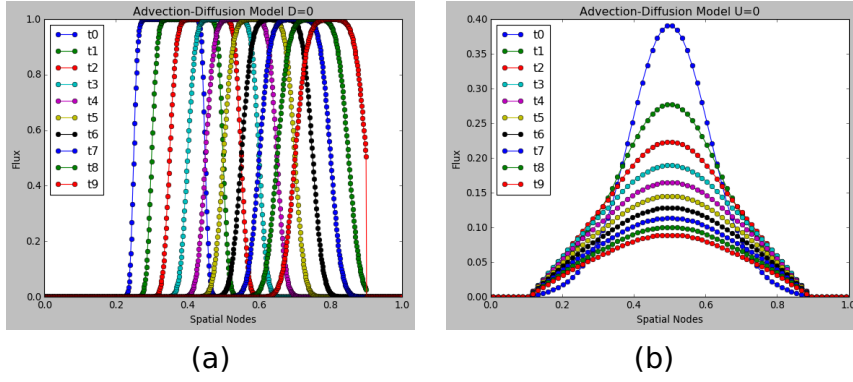 Advection-Diffusion Model D=0
Flux
1.0
0.8
0.6
0.4
0.2
0.0
t0
t1
t2
t3
t4
t5
t6
t7
t8
t9
0.0 0.2 0.4 0.6 0.8 1.0
Spatial Nodes
(a)
Advection-Diffusion Model U=0
Flux
0.40
0.35
0.30
0.25
0.20
0.15
0.10
0.05
0.00
t0
t1
t2
t3
t4
t5
t6
t7
t8
t9
0.0 0.2 0.4 0.6 0.8 1.0
Spatial Nodes
(b)